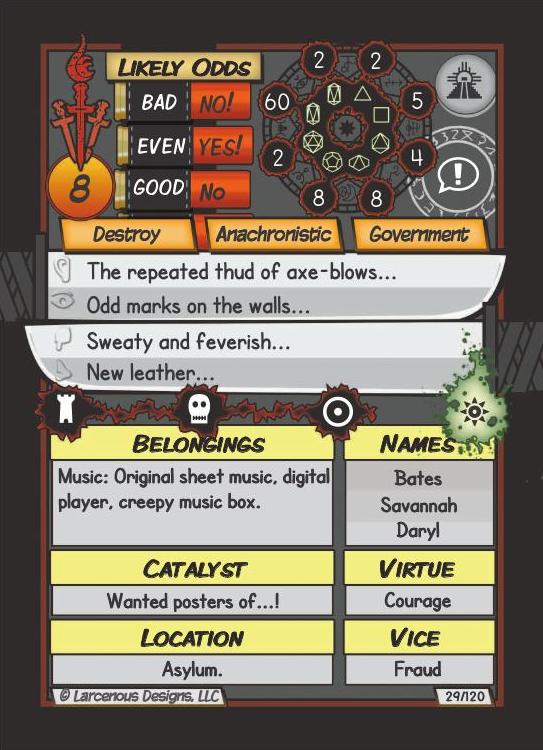 LIKELY ODDS
BAD NO!
EVEN YES!
GOOD No
8
2 2
60 5
2 4
8 8
Destroy Anachronistic Government
The repeated thud of axe-blows...
Odd marks on the walls...
Sweaty and feverish...
New leather...
BELONGINGS
Music: Original sheet music, digital
player, creepy music box.
NAMES
Bates
Savannah
Daryl
CATALYST
Wanted posters of...!
VIRTUE
Courage
LOCATION
Asylum.
VICE
Fraud
© Larcenous Designs, LLC
29/120